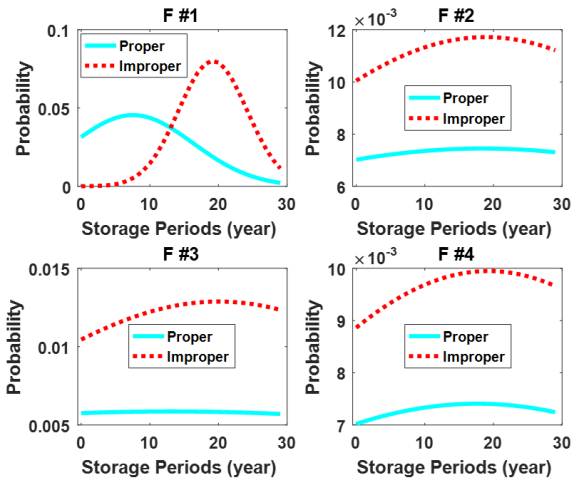 F #1
0.1
0.05
0
Probability
Proper
Improper
0 10 20 30
Storage Periods (year)
F #2
×10⁻³
12
10
8
6
Probability
Proper
Improper
0 10 20 30
Storage Periods (year)
F #3
0.015
0.01
0.005
Probability
Proper
Improper
0 10 20 30
Storage Periods (year)
F #4
×10⁻³
10
9
8
7
Probability
Proper
Improper
0 10 20 30
Storage Periods (year)